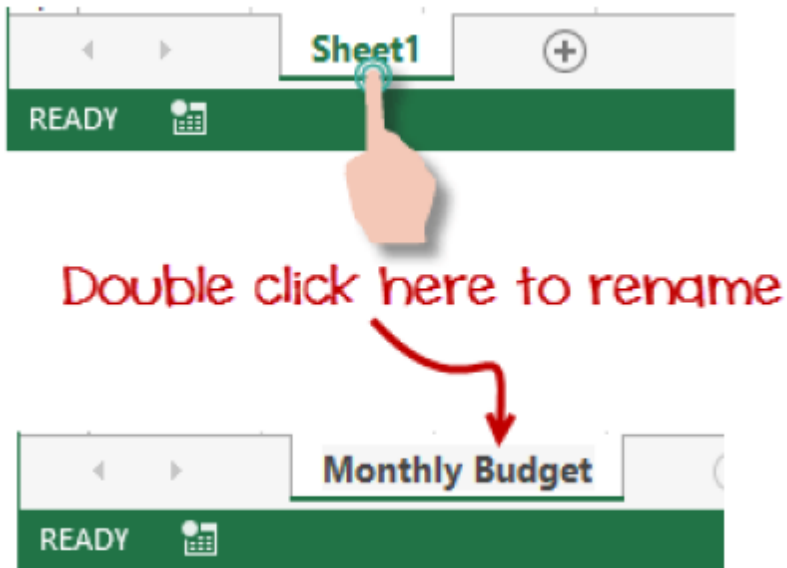 Sheet1
READY
Double click here to rename
Monthly Budget
READY